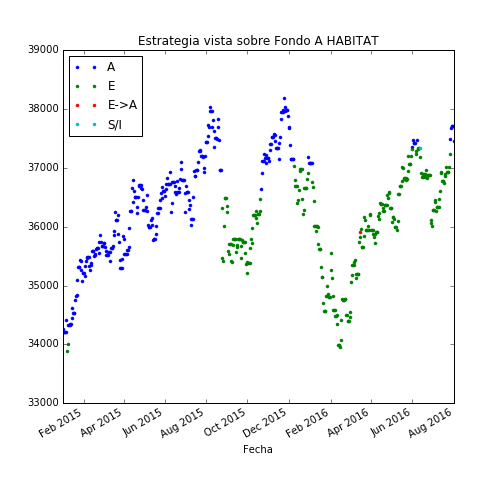 Estrategia vista sobre Fondo A HABITAT
39000
38000
37000
36000
35000
34000
33000
A
E
E->A
S/I
Feb 2015
Apr 2015
Jun 2015
Aug 2015
Oct 2015
Dec 2015
Feb 2016
Apr 2016
Jun 2016
Aug 2016
Fecha